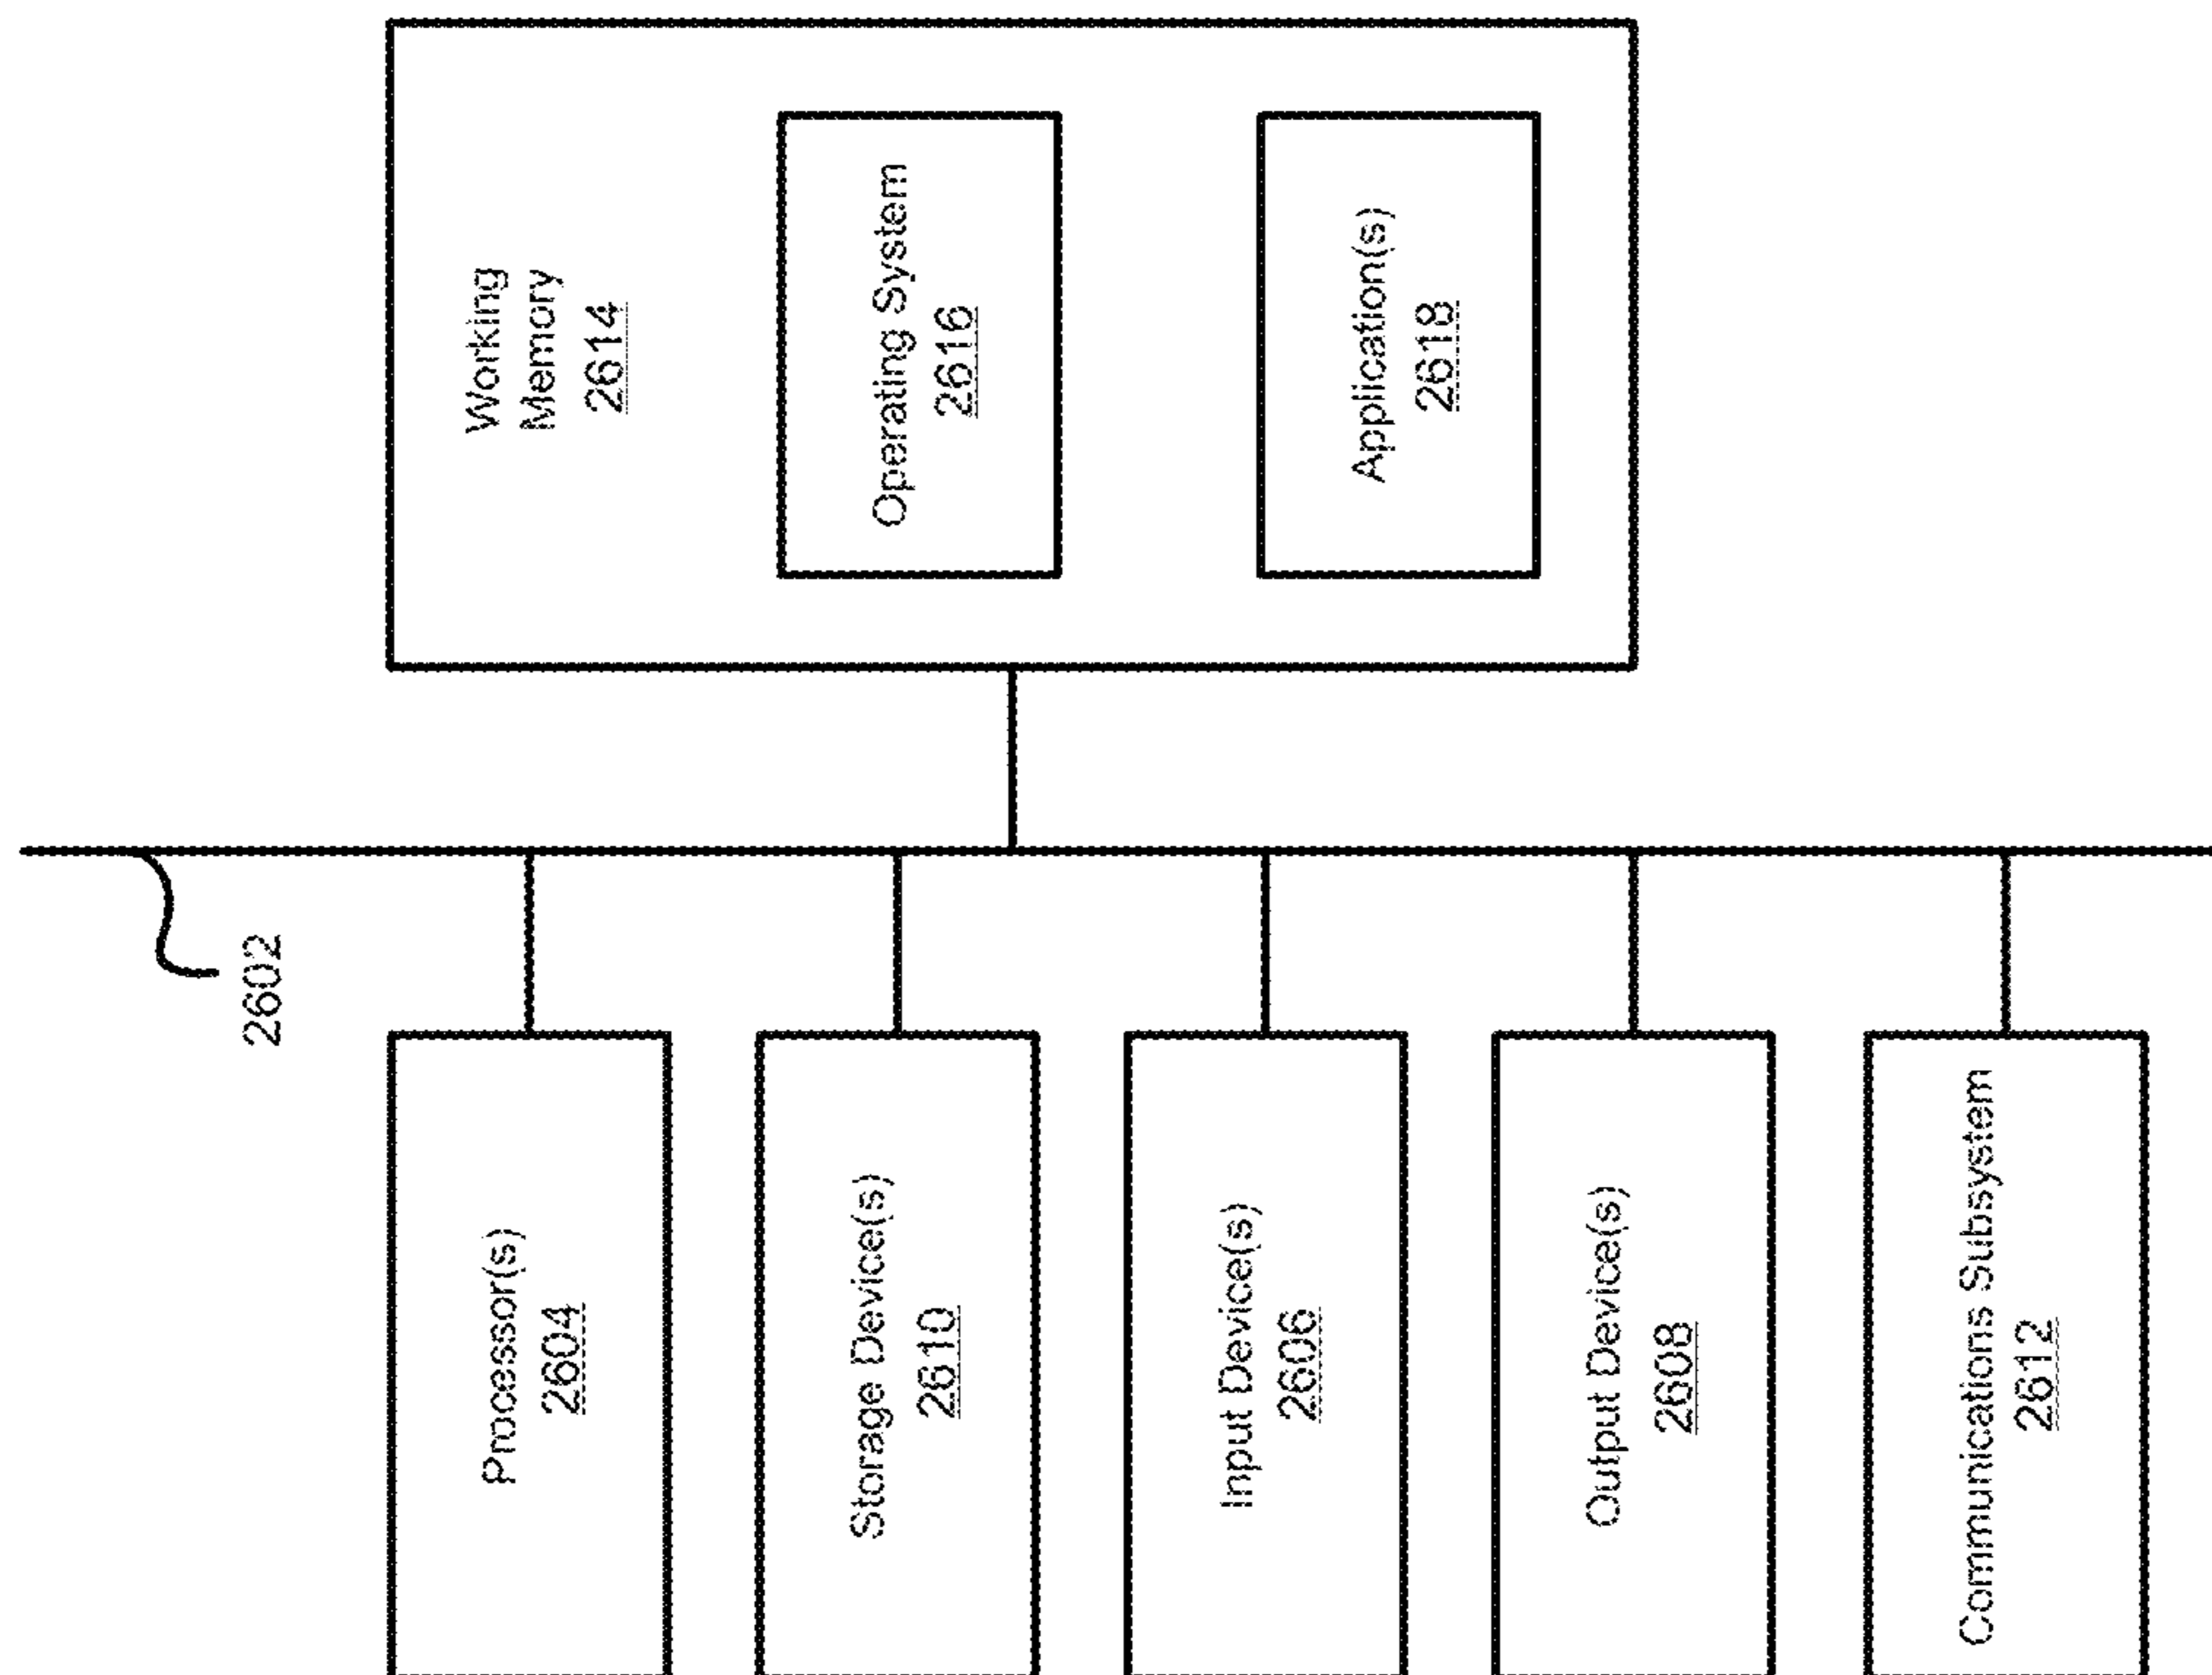 2602
Processor(s)
2604
Storage Device(s)
2610
Input Device(s)
2606
Output Device(s)
2608
Communications Subsystem
2612
Working
Memory
2614
Operating System
2616
Application(s)
2618